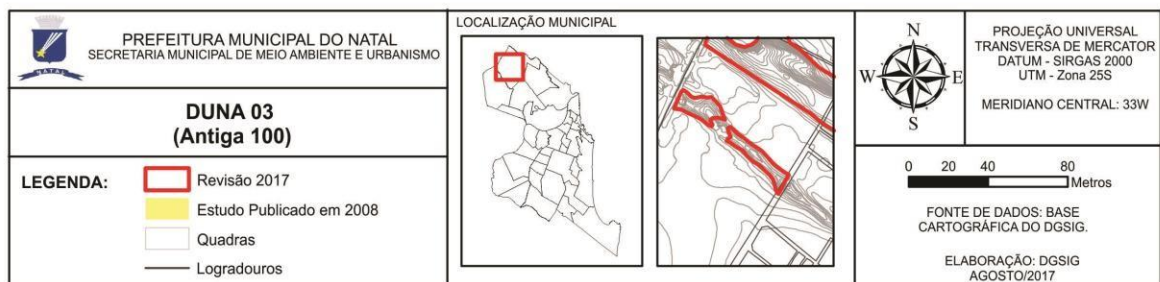 NATAL
PREFEITURA MUNICIPAL DO NATAL
SECRETARIA MUNICIPAL DE MEIO AMBIENTE E URBANISMO
DUNA 03
(Antiga 100)
LEGENDA:
Revisão 2017
Estudo Publicado em 2008
Quadras
Logradouros
LOCALIZAÇÃO MUNICIPAL
N
W E
S
PROJEÇÃO UNIVERSAL
TRANSVERSA DE MERCATOR
DATUM - SIRGAS 2000
UTM - Zona 25S
MERIDIANO CENTRAL: 33W
0 20 40 80
Metros
FONTE DE DADOS: BASE
CARTOGRÁFICA DO DGSIG.
ELABORAÇÃO: DGSIG
AGOSTO/2017